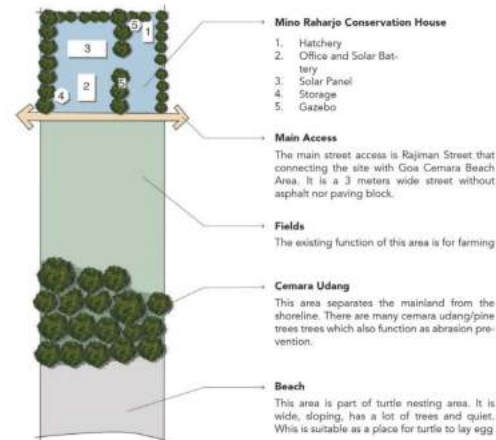 5
1
3
2
5
4
Mino Raharjo Conservation House
1. Hatchery
2. Office and Solar Bat-
tery
3. Solar Panel
4. Storage
5. Gazebo
Main Access
The main street access is Rajiman Street that
connecting the site with Goa Cemara Beach
Area. It is a 3 meters wide street without
asphalt nor paving block.
Fields
The existing function of this area is for farming
Cemara Udang
This area separates the mainland from the
shoreline. There are many cemara udang/pine
trees trees which also function as abrasion pre-
vention.
Beach
This area is part of turtle nesting area. It is
wide, sloping, has a lot of trees and quiet.
Whis is suitable as a place for turtle to lay egg